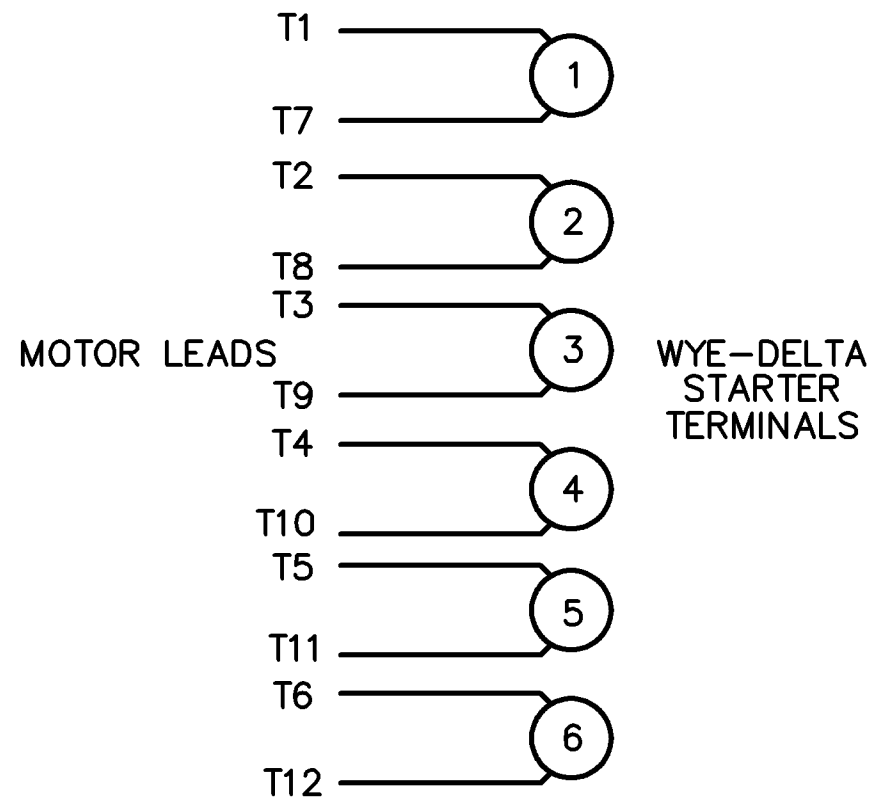 T1
1
T7
T2
2
T8
T3
MOTOR LEADS
3
WYE-DELTA
STARTER
TERMINALS
T9
T4
4
T10
T5
5
T11
T6
6
T12